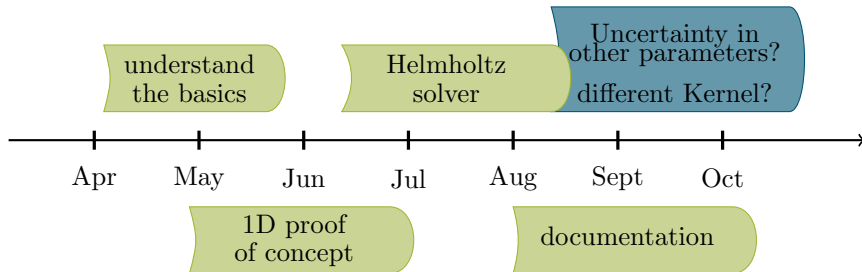 understand
the basics
Helmholtz
solver
Uncertainty in
other parameters?
different Kernel?
Apr May Jun Jul Aug Sept Oct
1D proof
of concept
documentation